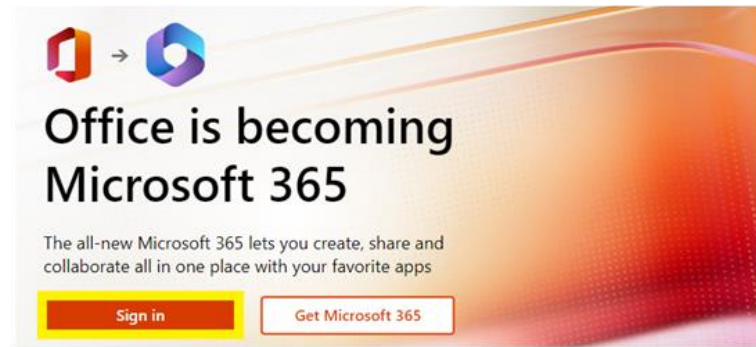 Office is becoming
Microsoft 365
The all-new Microsoft 365 lets you create, share and
collaborate all in one place with your favorite apps
Sign in
Get Microsoft 365